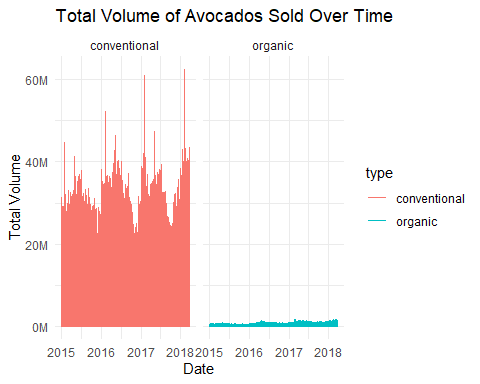 Total Volume of Avocados Sold Over Time
conventional organic
60M
40M
20M
0M
Total Volume
2015 2016 2017 2018 2015 2016 2017 2018
Date
type
conventional
organic